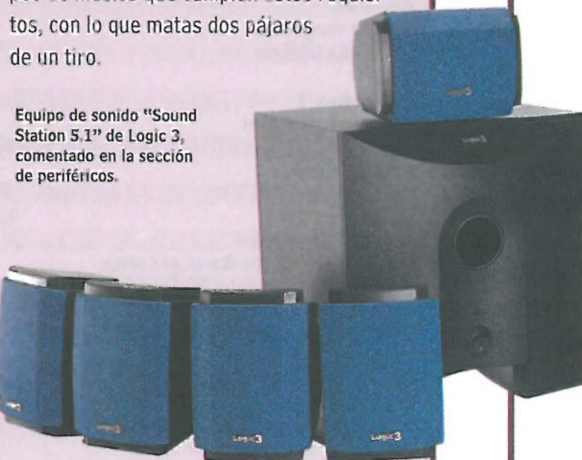 tos, con lo que matas dos pájaros
de un tiro.
Equipo de sonido "Sound
Station 5.1" de Logic 3,
comentado en la sección
de periféricos.
Logic3
Logic3
Logic3
Logic3